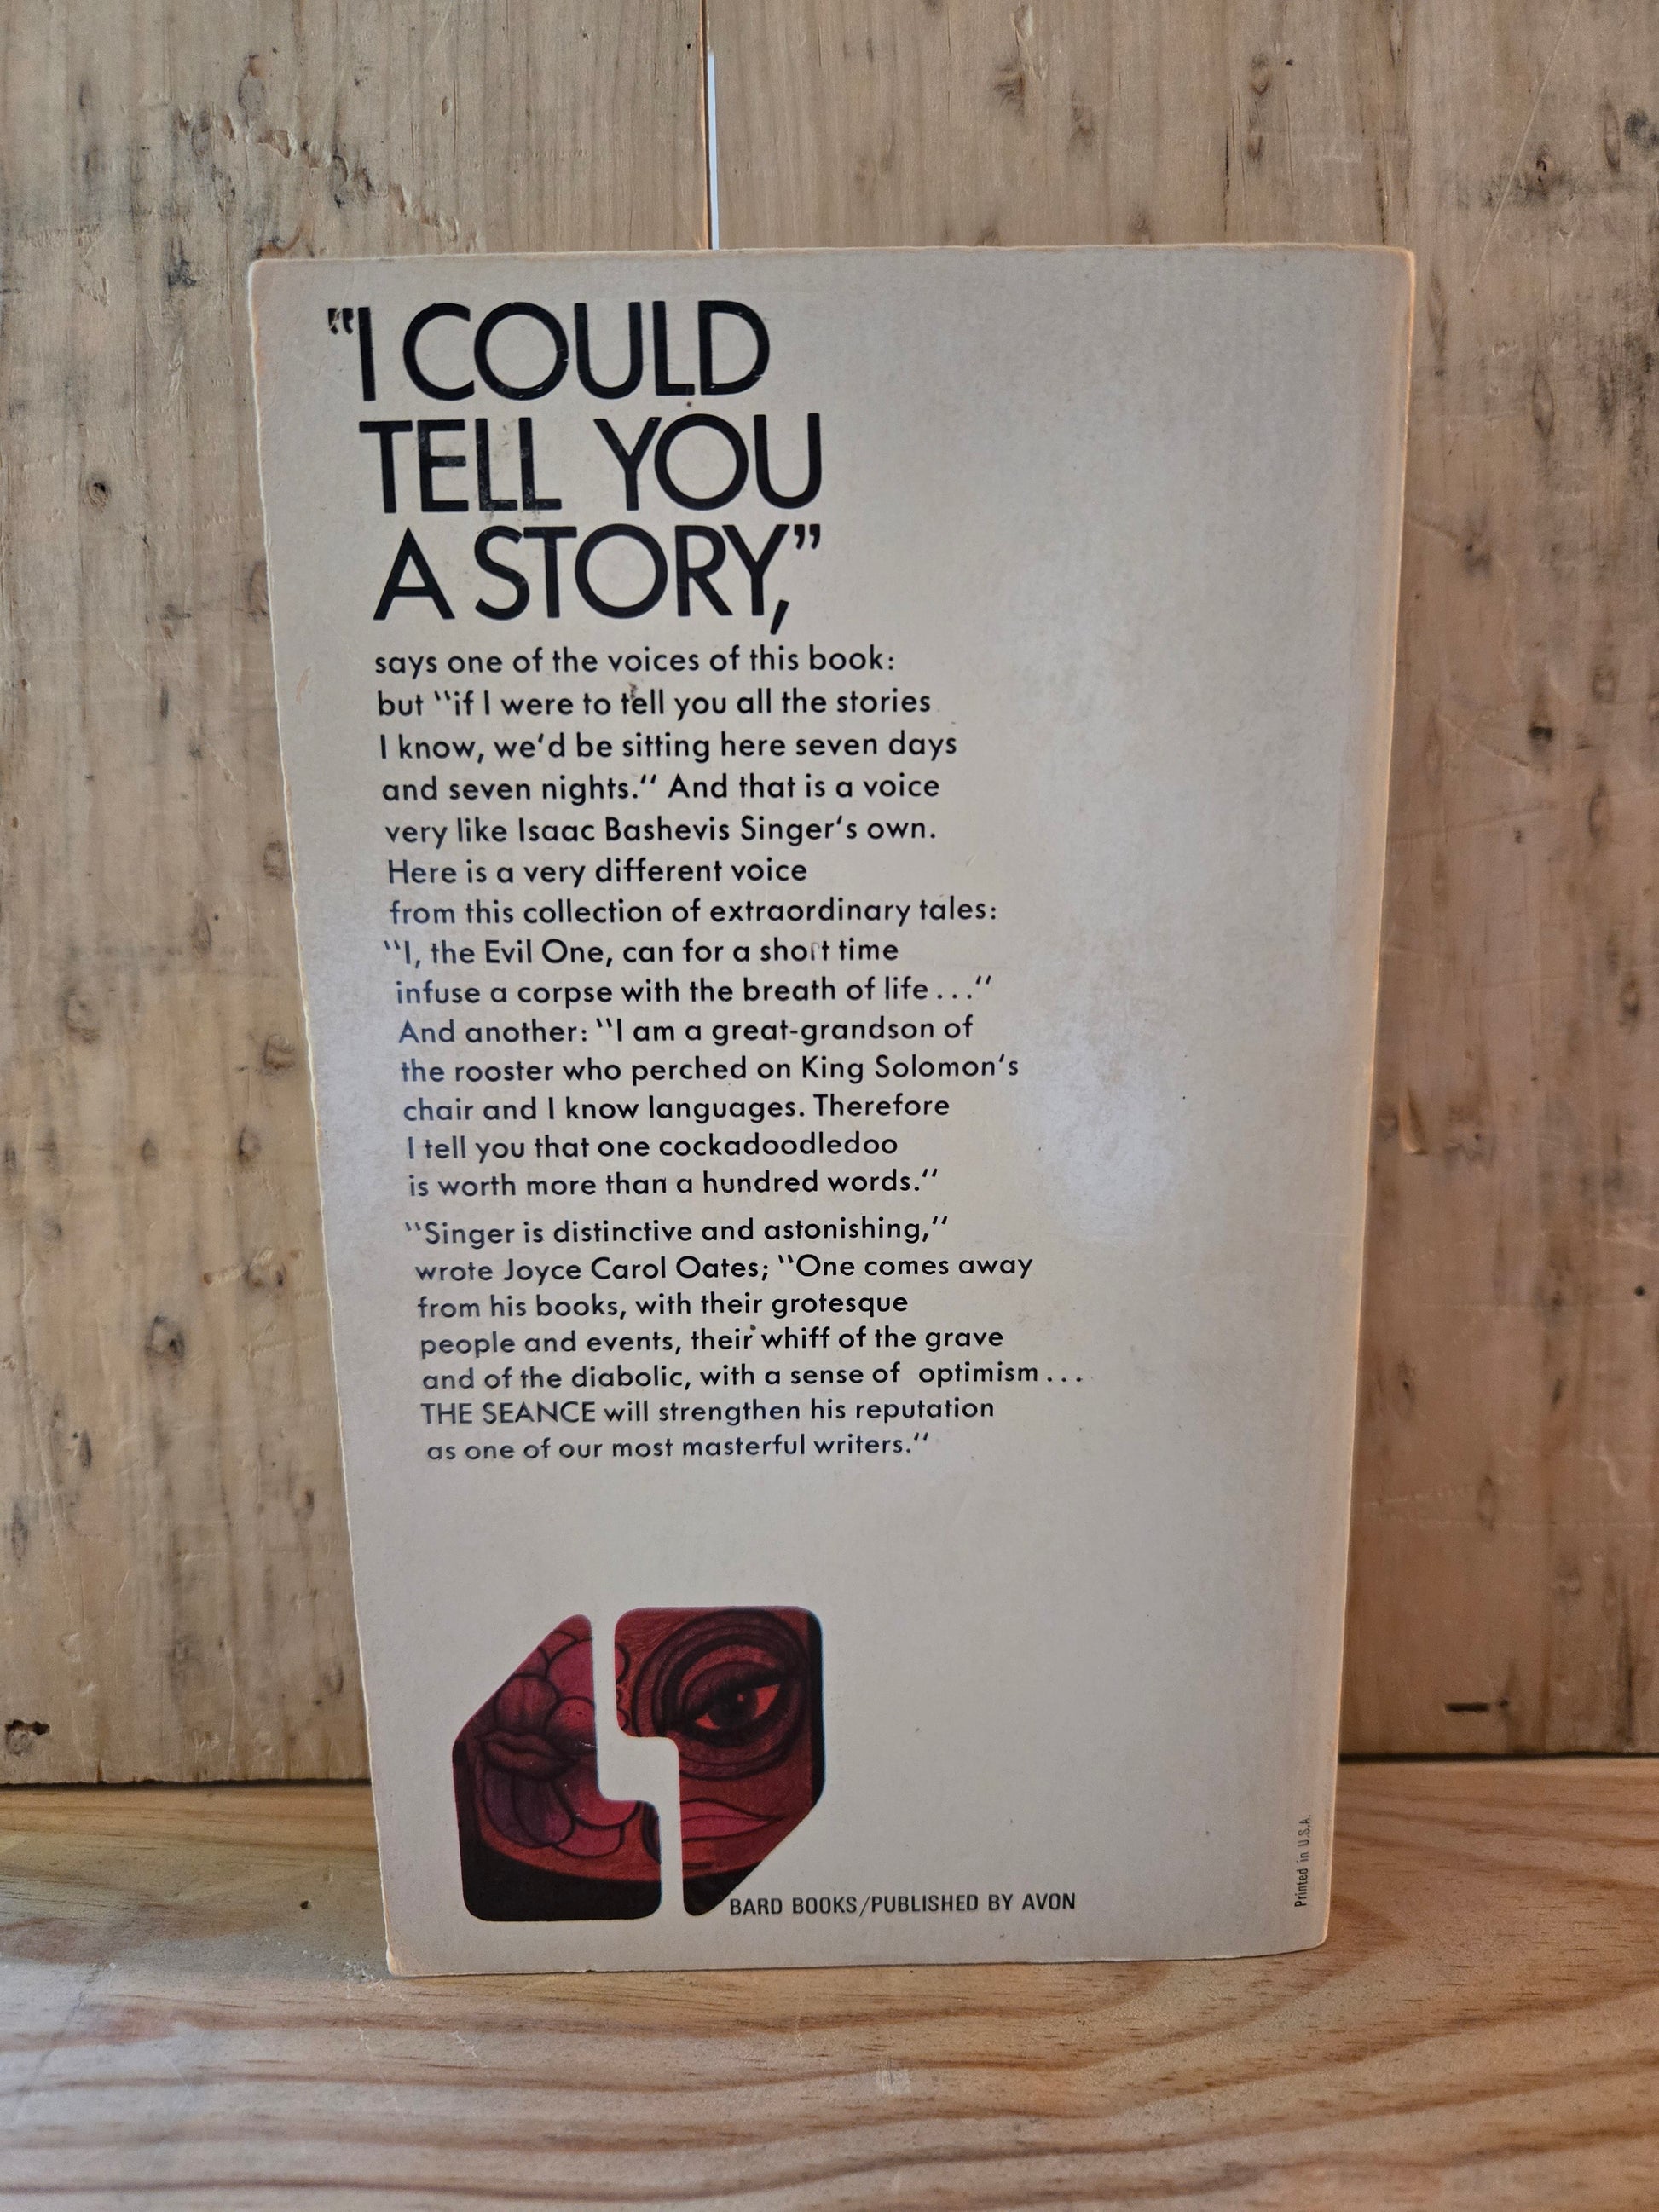 "I COULD
TELL YOU
A STORY,"
says one of the voices of this book:
but "if I were to tell you all the stories
I know, we'd be sitting here seven days
and seven nights." And that is a voice
very like Isaac Bashevis Singer's own.
Here is a very different voice
from this collection of extraordinary tales:
"I, the Evil One, can for a short time
infuse a corpse with the breath of life..."
And another: "I am a great-grandson of
the rooster who perched on King Solomon's
chair and I know languages. Therefore
I tell you that one cockadoodledoo
is worth more than a hundred words."
"Singer is distinctive and astonishing,"
wrote Joyce Carol Oates; "One comes away
from his books, with their grotesque
people and events, their whiff of the grave
and of the diabolic, with a sense of optimism...
THE SEANCE will strengthen his reputation
as one of our most masterful writers."
BARD BOOKS/PUBLISHED BY AVON
Printed in U.S.A.